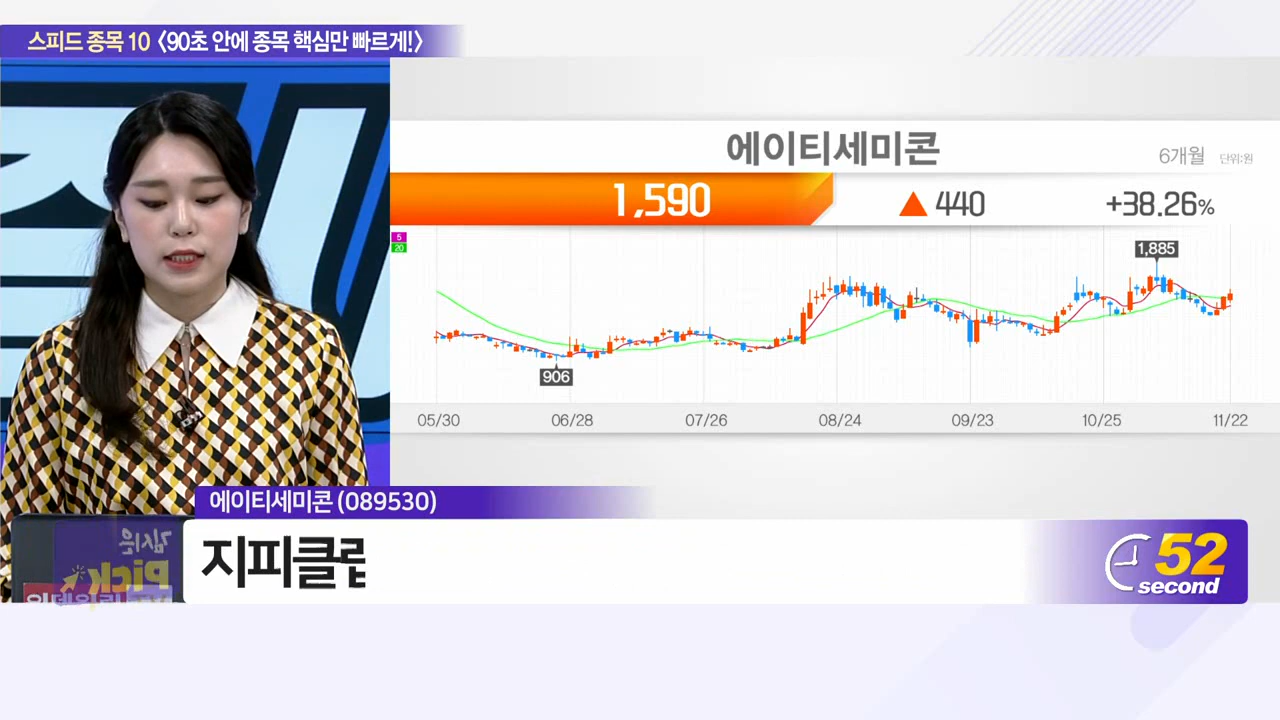 스피드 종목 10 〈90초 안에 종목 핵심만 빠르게!〉
에이티세미콘
6개월 단위:원
1,590 ▲ 440 +38.26%
5
20
1,885
906
05/30 06/28 07/26 08/24 09/23 10/25 11/22
에이티세미콘 (089530)
지피클럽
52
second
Pick